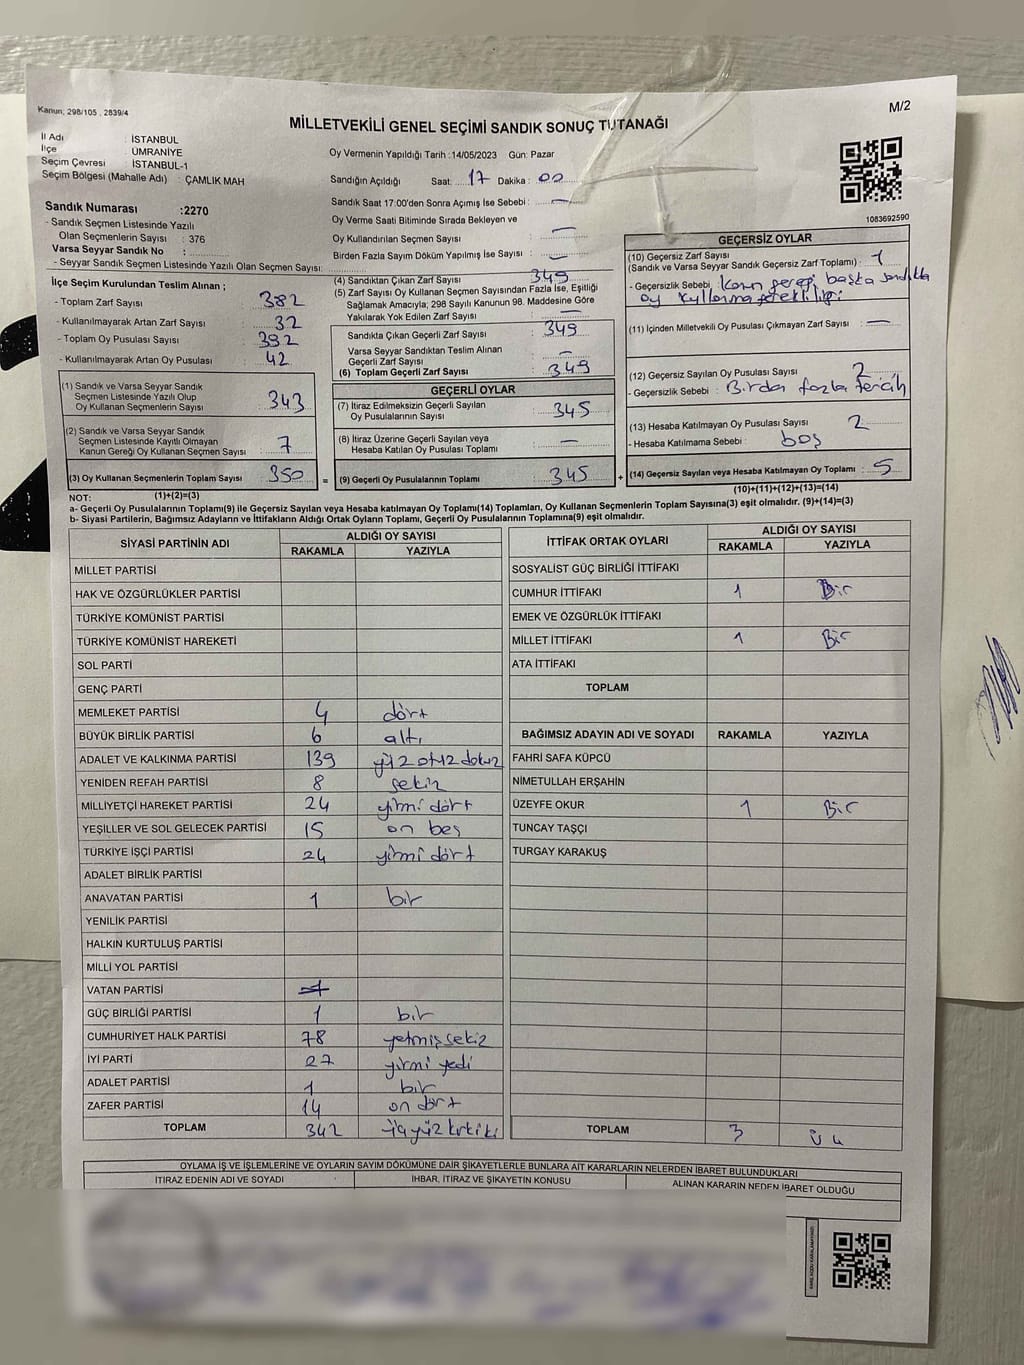 Kanun; 298/105 , 2839/4
M/2
MİLLETVEKİLİ GENEL SEÇİMİ SANDIK SONUÇ TUTANAĞI
İl Adı : İSTANBUL
İlçe : ÜMRANİYE
Seçim Çevresi : İSTANBUL-1
Seçim Bölgesi (Mahalle Adı) : ÇAMLIK MAH
Oy Vermenin Yapıldığı Tarih :14/05/2023 Gün: Pazar
Sandığın Açıldığı Saat: 17 Dakika : 00
Sandık Saat 17:00'den Sonra Açımış İse Sebebi : —
Oy Verme Saati Bitiminde Sırada Bekleyen ve
Oy Kullandırılan Seçmen Sayısı : —
Birden Fazla Sayım Döküm Yapılmış İse Sayısı : —
1083692590
Sandık Numarası :2270
- Sandık Seçmen Listesinde Yazılı
Olan Seçmenlerin Sayısı : 376
Varsa Seyyar Sandık No :
- Seyyar Sandık Seçmen Listesinde Yazılı Olan Seçmen Sayısı:
İlçe Seçim Kurulundan Teslim Alınan ;
- Toplam Zarf Sayısı : 382
- Kullanılmayarak Artan Zarf Sayısı : 32
- Toplam Oy Pusulası Sayısı : 392
- Kullanılmayarak Artan Oy Pusulası : 42
(1) Sandık ve Varsa Seyyar Sandık
Seçmen Listesinde Yazılı Olup
Oy Kullanan Seçmenlerin Sayısı : 343
(2) Sandık ve Varsa Seyyar Sandık
Seçmen Listesinde Kayıtlı Olmayan
Kanun Gereği Oy Kullanan Seçmen Sayısı : 7
(3) Oy Kullanan Seçmenlerin Toplam Sayısı : 350
(4) Sandıktan Çıkan Zarf Sayısı : 349
(5) Zarf Sayısı Oy Kullanan Seçmen Sayısından Fazla İse, Eşitliği
Sağlamak Amacıyla; 298 Sayılı Kanunun 98. Maddesine Göre
Yakılarak Yok Edilen Zarf Sayısı : —
Sandıkta Çıkan Geçerli Zarf Sayısı : 349
Varsa Seyyar Sandıktan Teslim Alınan
Geçerli Zarf Sayısı : —
(6) Toplam Geçerli Zarf Sayısı : 349
GEÇERLİ OYLAR
(7) İtiraz Edilmeksizin Geçerli Sayılan
Oy Pusulalarının Sayısı : 345
(8) İtiraz Üzerine Geçerli Sayılan veya
Hesaba Katılan Oy Pusulası Toplamı : —
= (9) Geçerli Oy Pusulalarının Toplamı : 345
GEÇERSİZ OYLAR
(10) Geçersiz Zarf Sayısı
(Sandık ve Varsa Seyyar Sandık Geçersiz Zarf Toplamı) : 1
- Geçersizlik Sebebi : Kanun gereği başka sandıkta
oy kullanma gerekliliği
(11) İçinden Milletvekili Oy Pusulası Çıkmayan Zarf Sayısı : —
(12) Geçersiz Sayılan Oy Pusulası Sayısı : 2
- Geçersizlik Sebebi : Birden fazla tercih
(13) Hesaba Katılmayan Oy Pusulası Sayısı : 2
- Hesaba Katılmama Sebebi : boş
+ (14) Geçersiz Sayılan veya Hesaba Katılmayan Oy Toplamı : 5
NOT: (1)+(2)=(3)
(10)+(11)+(12)+(13)=(14)
a- Geçerli Oy Pusulalarının Toplamı(9) ile Geçersiz Sayılan veya Hesaba katılmayan Oy Toplamı(14) Toplamları, Oy Kullanan Seçmenlerin Toplam Sayısına(3) eşit olmalıdır. (9)+(14)=(3)
b- Siyasi Partilerin, Bağımsız Adayların ve İttifakların Aldığı Ortak Oyların Toplamı, Geçerli Oy Pusulalarının Toplamına(9) eşit olmalıdır.
SİYASİ PARTİNİN ADI ALDIĞI OY SAYISI
RAKAMLA YAZIYLA
MİLLET PARTİSİ
HAK VE ÖZGÜRLÜKLER PARTİSİ
TÜRKİYE KOMÜNİST PARTİSİ
TÜRKİYE KOMÜNİST HAREKETİ
SOL PARTİ
GENÇ PARTİ
MEMLEKET PARTİSİ 4 dört
BÜYÜK BİRLİK PARTİSİ 6 altı
ADALET VE KALKINMA PARTİSİ 139 yüz otuz dokuz
YENİDEN REFAH PARTİSİ 8 sekiz
MİLLİYETÇİ HAREKET PARTİSİ 24 yirmi dört
YEŞİLLER VE SOL GELECEK PARTİSİ 15 on beş
TÜRKİYE İŞÇİ PARTİSİ 24 yirmi dört
ADALET BİRLİK PARTİSİ
ANAVATAN PARTİSİ 1 bir
YENİLİK PARTİSİ
HALKIN KURTULUŞ PARTİSİ
MİLLİ YOL PARTİSİ
VATAN PARTİSİ
GÜÇ BİRLİĞİ PARTİSİ 1 bir
CUMHURİYET HALK PARTİSİ 78 yetmiş sekiz
İYİ PARTİ 27 yirmi yedi
ADALET PARTİSİ 1 bir
ZAFER PARTİSİ 14 on dört
TOPLAM 342 üçyüz kırkiki
İTTİFAK ORTAK OYLARI ALDIĞI OY SAYISI
RAKAMLA YAZIYLA
SOSYALİST GÜÇ BİRLİĞİ İTTİFAKI
CUMHUR İTTİFAKI 1 Bir
EMEK VE ÖZGÜRLÜK İTTİFAKI
MİLLET İTTİFAKI 1 Bir
ATA İTTİFAKI
TOPLAM
BAĞIMSIZ ADAYIN ADI VE SOYADI RAKAMLA YAZIYLA
FAHRİ SAFA KÜPCÜ
NİMETULLAH ERŞAHİN
ÜZEYFE OKUR 1 Bir
TUNCAY TAŞÇI
TURGAY KARAKUŞ
TOPLAM 3 üç
OYLAMA İŞ VE İŞLEMLERİNE VE OYLARIN SAYIM DÖKÜMÜNE DAİR ŞİKAYETLERLE BUNLARA AİT KARARLARIN NELERDEN İBARET BULUNDUKLARI
İTİRAZ EDENİN ADI VE SOYADI İHBAR, İTİRAZ VE ŞİKAYETİN KONUSU ALINAN KARARIN NEDEN İBARET OLDUĞU